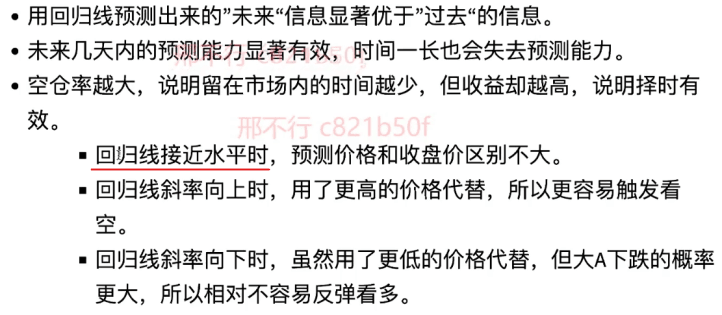 用回归线预测出来的”未来“信息显著优于”过去“的信息。
未来几天内的预测能力显著有效，时间一长也会失去预测能力。
邢不行 c821b50f
空仓率越大，说明留在市场内的时间越少，但收益却越高，说明择时有
效。
邢不行 c821b50f
回归线接近水平时，预测价格和收盘价区别不大。
回归线斜率向上时，用了更高的价格代替，所以更容易触发看
空。
回归线斜率向下时，虽然用了更低的价格代替，但大A下跌的概率
更大，所以相对不容易反弹看多。